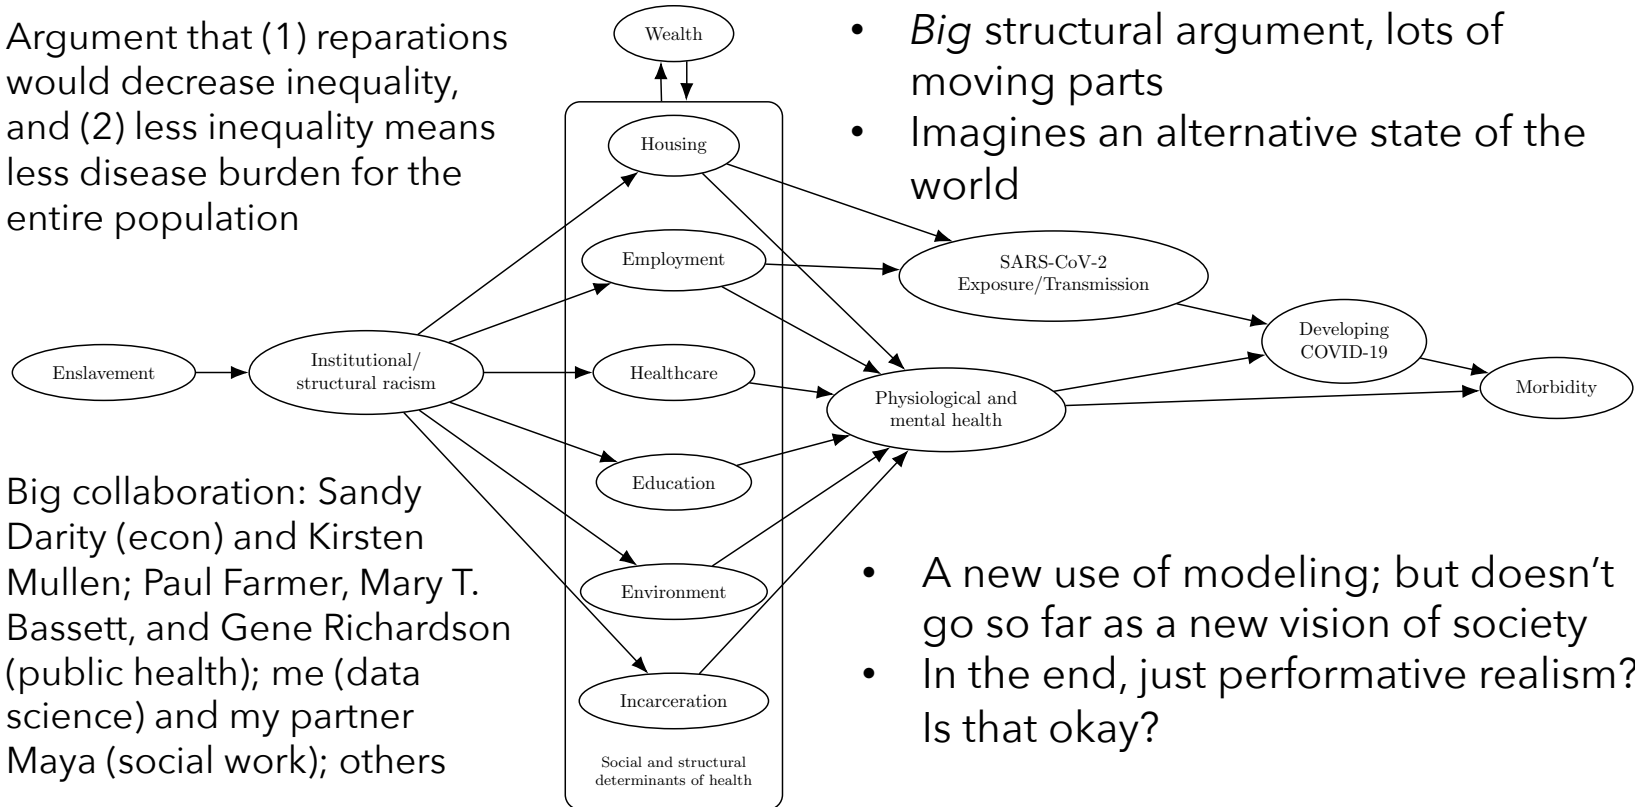 Argument that (1) reparations
would decrease inequality,
and (2) less inequality means
less disease burden for the
entire population
Big collaboration: Sandy
Darity (econ) and Kirsten
Mullen; Paul Farmer, Mary T.
Bassett, and Gene Richardson
(public health); me (data
science) and my partner
Maya (social work); others
Enslavement
Institutional/
structural racism
Wealth
Housing
Employment
Healthcare
Education
Environment
Incarceration
Social and structural
determinants of health
SARS-CoV-2
Exposure/Transmission
Physiological and
mental health
Developing
COVID-19
Morbidity
• Big structural argument, lots of
moving parts
• Imagines an alternative state of the
world
• A new use of modeling; but doesn’t
go so far as a new vision of society
• In the end, just performative realism?
Is that okay?